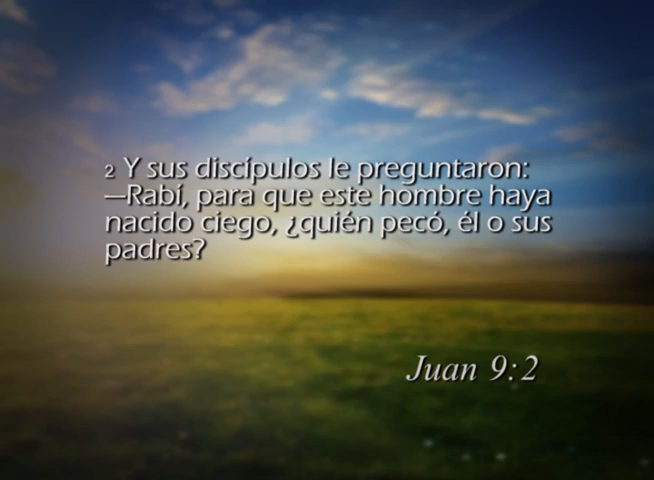 2 Y sus discípulos le preguntaron:
—Rabí, para que este hombre haya
nacido ciego, ¿quién pecó, él o sus
padres?
Juan 9:2